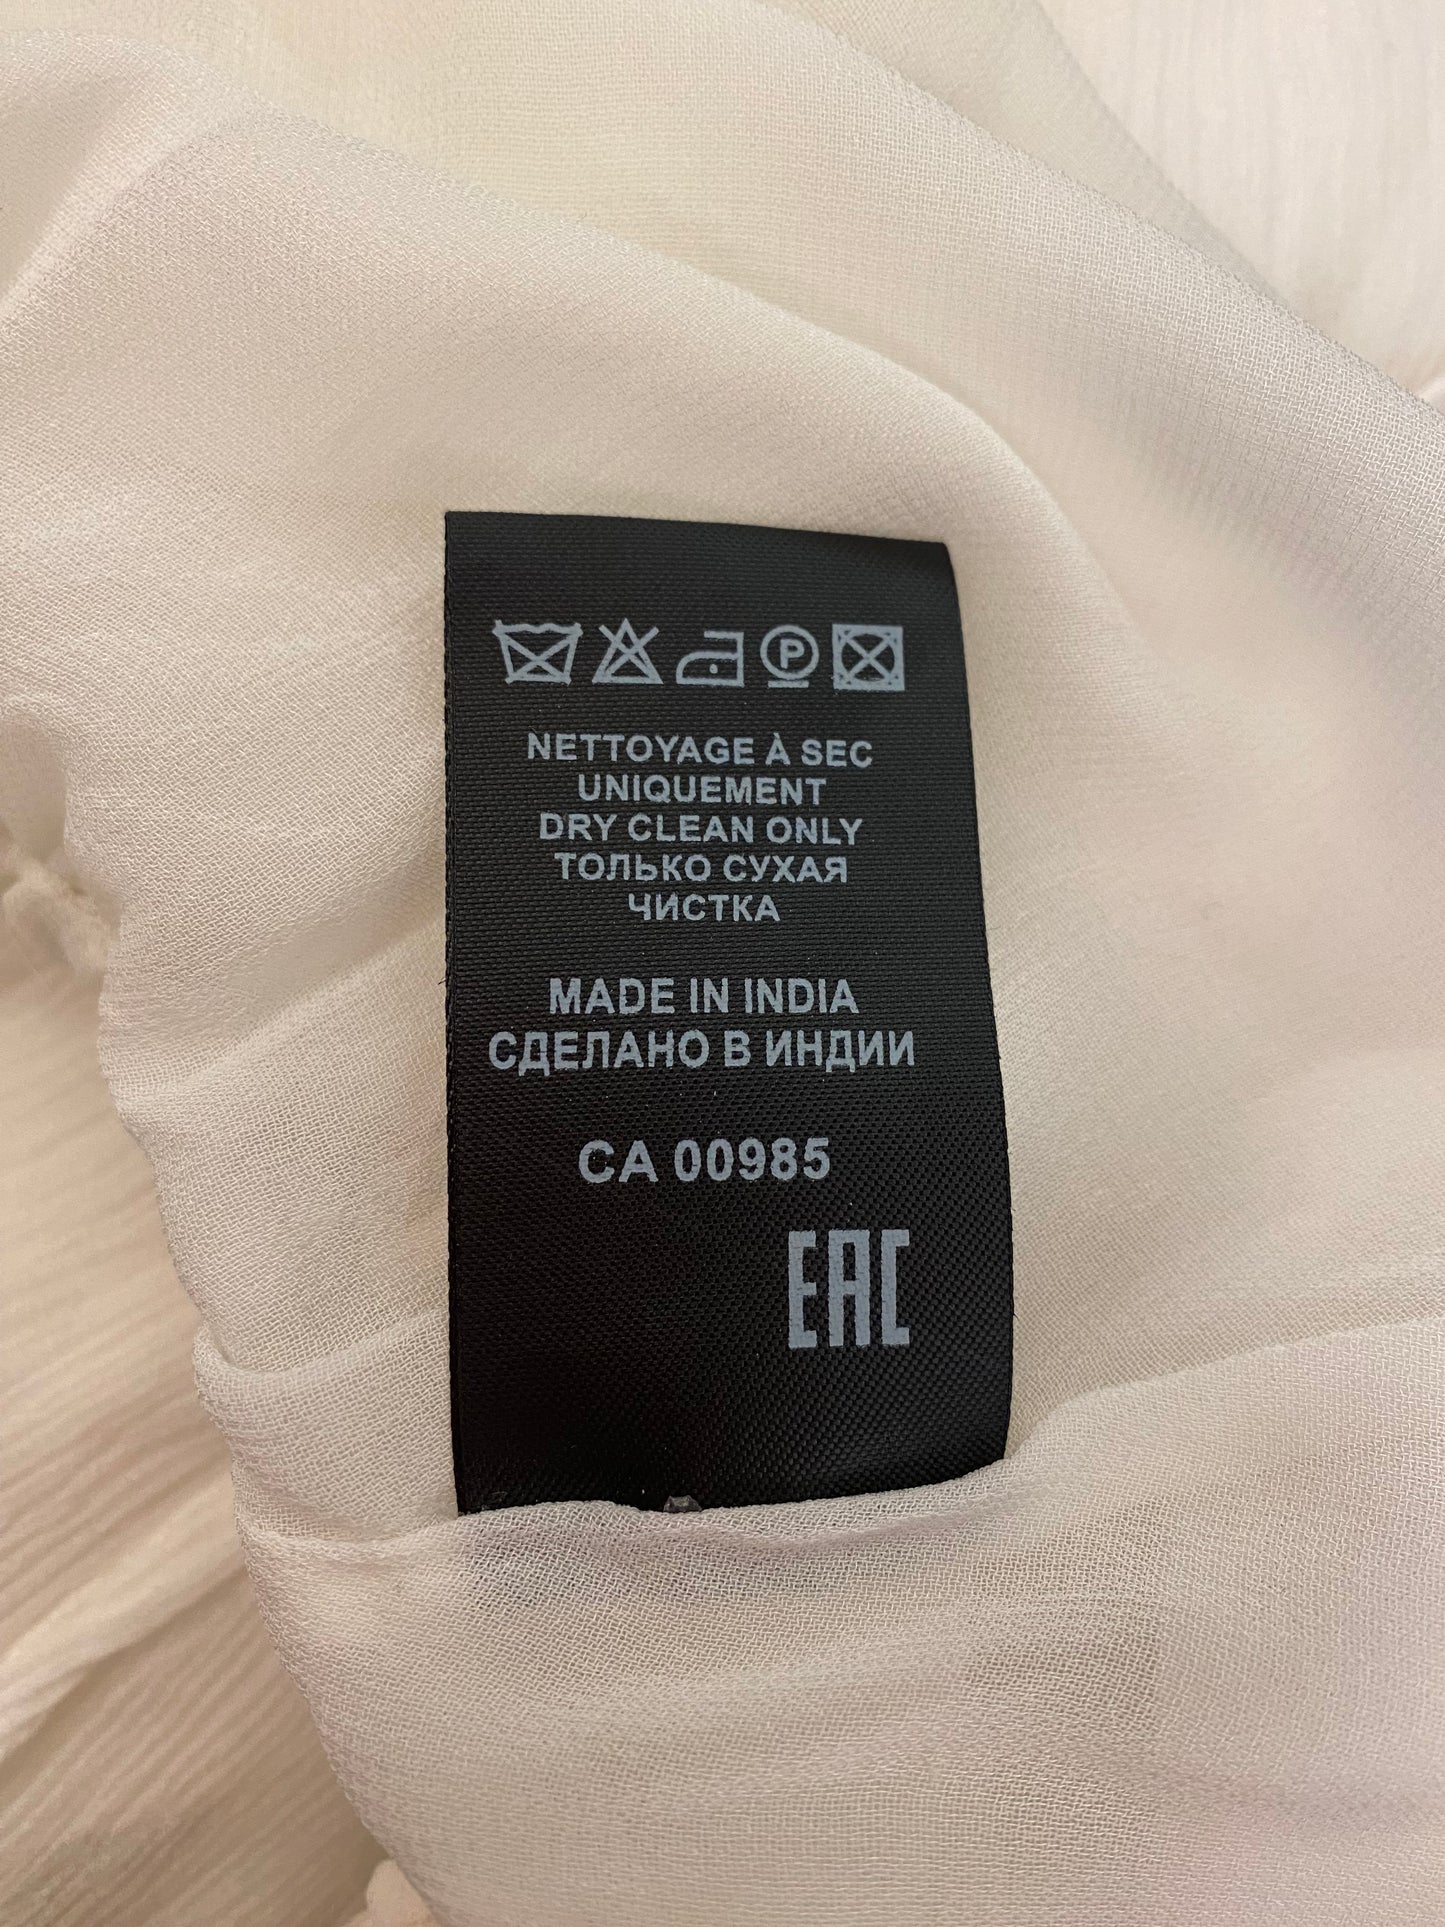 P
NETTOYAGE À SEC
UNIQUEMENT
DRY CLEAN ONLY
ТОЛЬКО СУХАЯ
ЧИСТКА
MADE IN INDIA
СДЕЛАНО В ИНДИИ
CA 00985
EAC